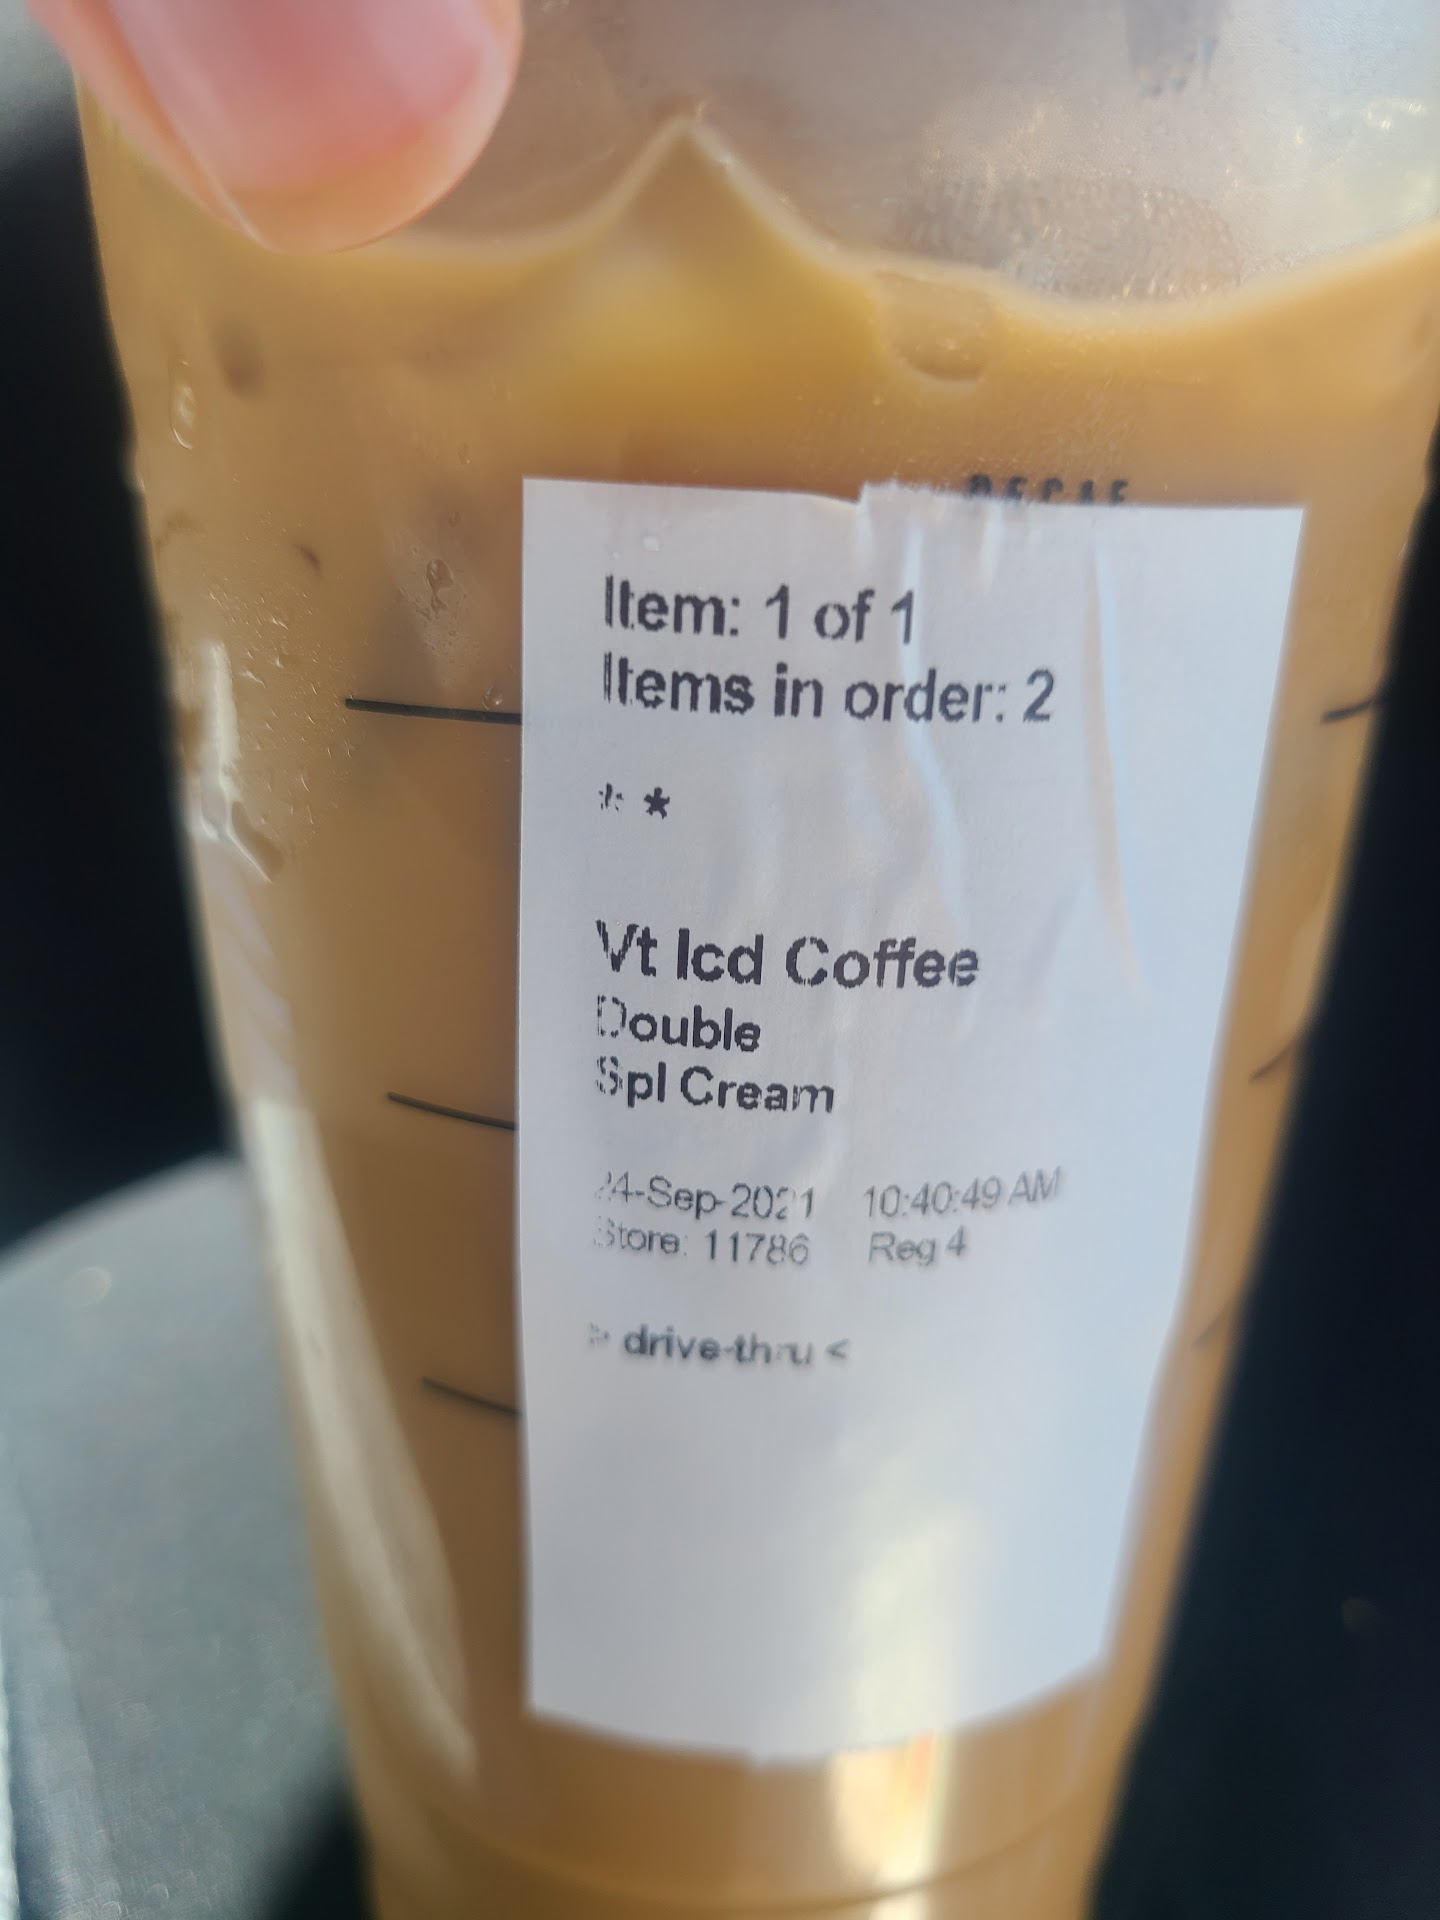 DECAF
Item: 1 of 1
Items in order: 2
* *
Vt Icd Coffee
Double
Spl Cream
24-Sep-2021 10:40:49 AM
Store: 11786 Reg 4
> drive-thru <